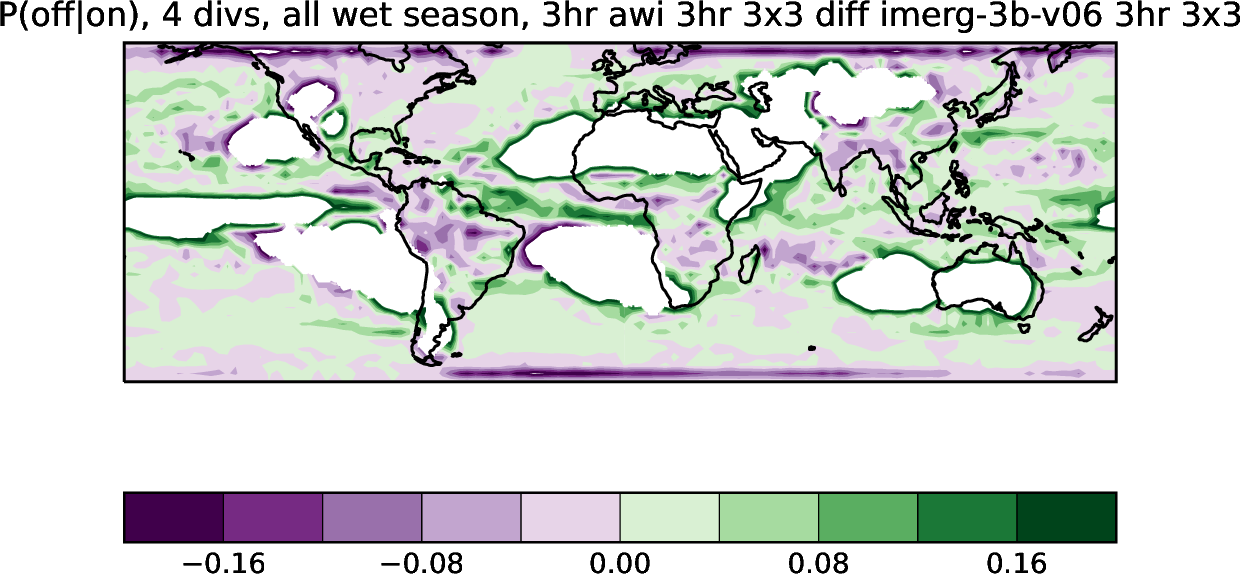 P(off|on), 4 divs, all wet season, 3hr awi 3hr 3x3 diff imerg-3b-v06 3hr 3x3
−0.16 −0.08 0.00 0.08 0.16